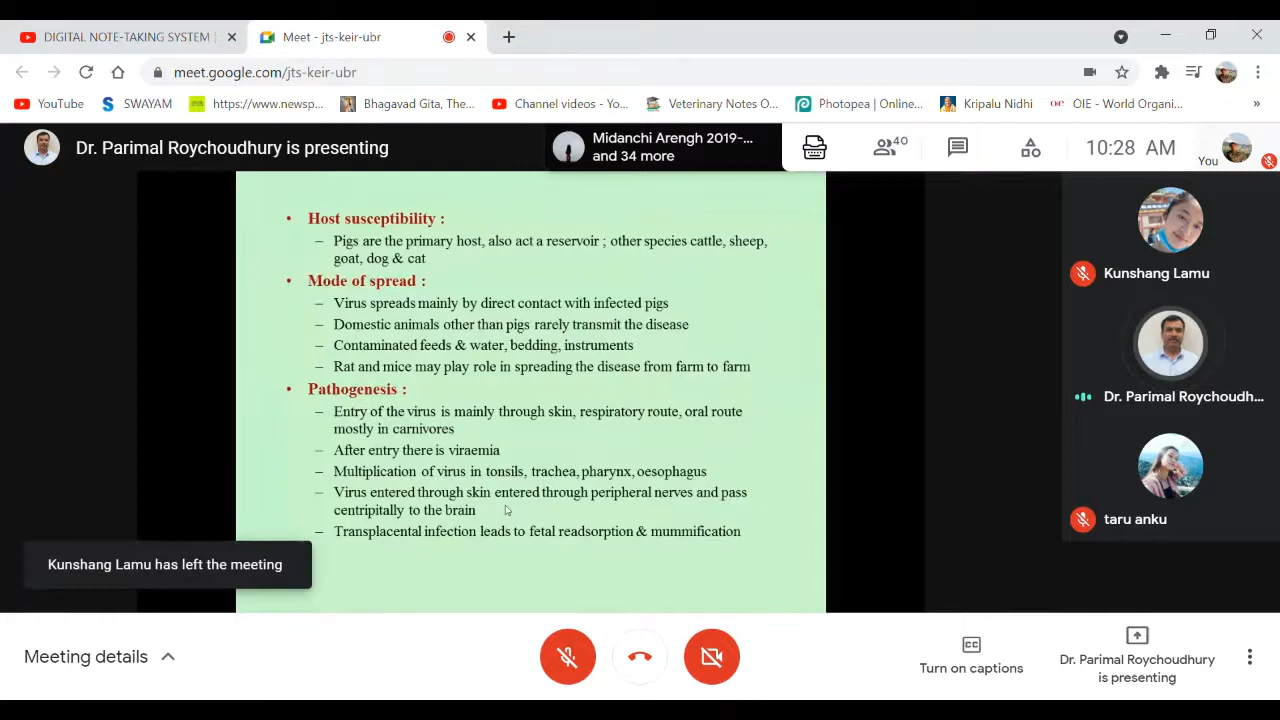 DIGITAL NOTE-TAKING SYSTEM |
Meet - jts-keir-ubr
meet.google.com/jts-keir-ubr
YouTube
SWAYAM
https://www.newsp...
Bhagavad Gita, The...
Channel videos - Yo...
Veterinary Notes O...
Photopea | Online...
Kripalu Nidhi
OIE - World Organi...
»
Dr. Parimal Roychoudhury is presenting
Midanchi Arengh 2019-...
and 34 more
40
10:28 AM
You
• Host susceptibility :
– Pigs are the primary host, also act a reservoir ; other species cattle, sheep,
goat, dog & cat
• Mode of spread :
– Virus spreads mainly by direct contact with infected pigs
– Domestic animals other than pigs rarely transmit the disease
– Contaminated feeds & water, bedding, instruments
– Rat and mice may play role in spreading the disease from farm to farm
• Pathogenesis :
– Entry of the virus is mainly through skin, respiratory route, oral route
mostly in carnivores
– After entry there is viraemia
– Multiplication of virus in tonsils, trachea, pharynx, oesophagus
– Virus entered through skin entered through peripheral nerves and pass
centripitally to the brain
– Transplacental infection leads to fetal readsorption & mummification
Kunshang Lamu
Dr. Parimal Roychoudh...
taru anku
Kunshang Lamu has left the meeting
Meeting details
CC
Turn on captions
Dr. Parimal Roychoudhury
is presenting